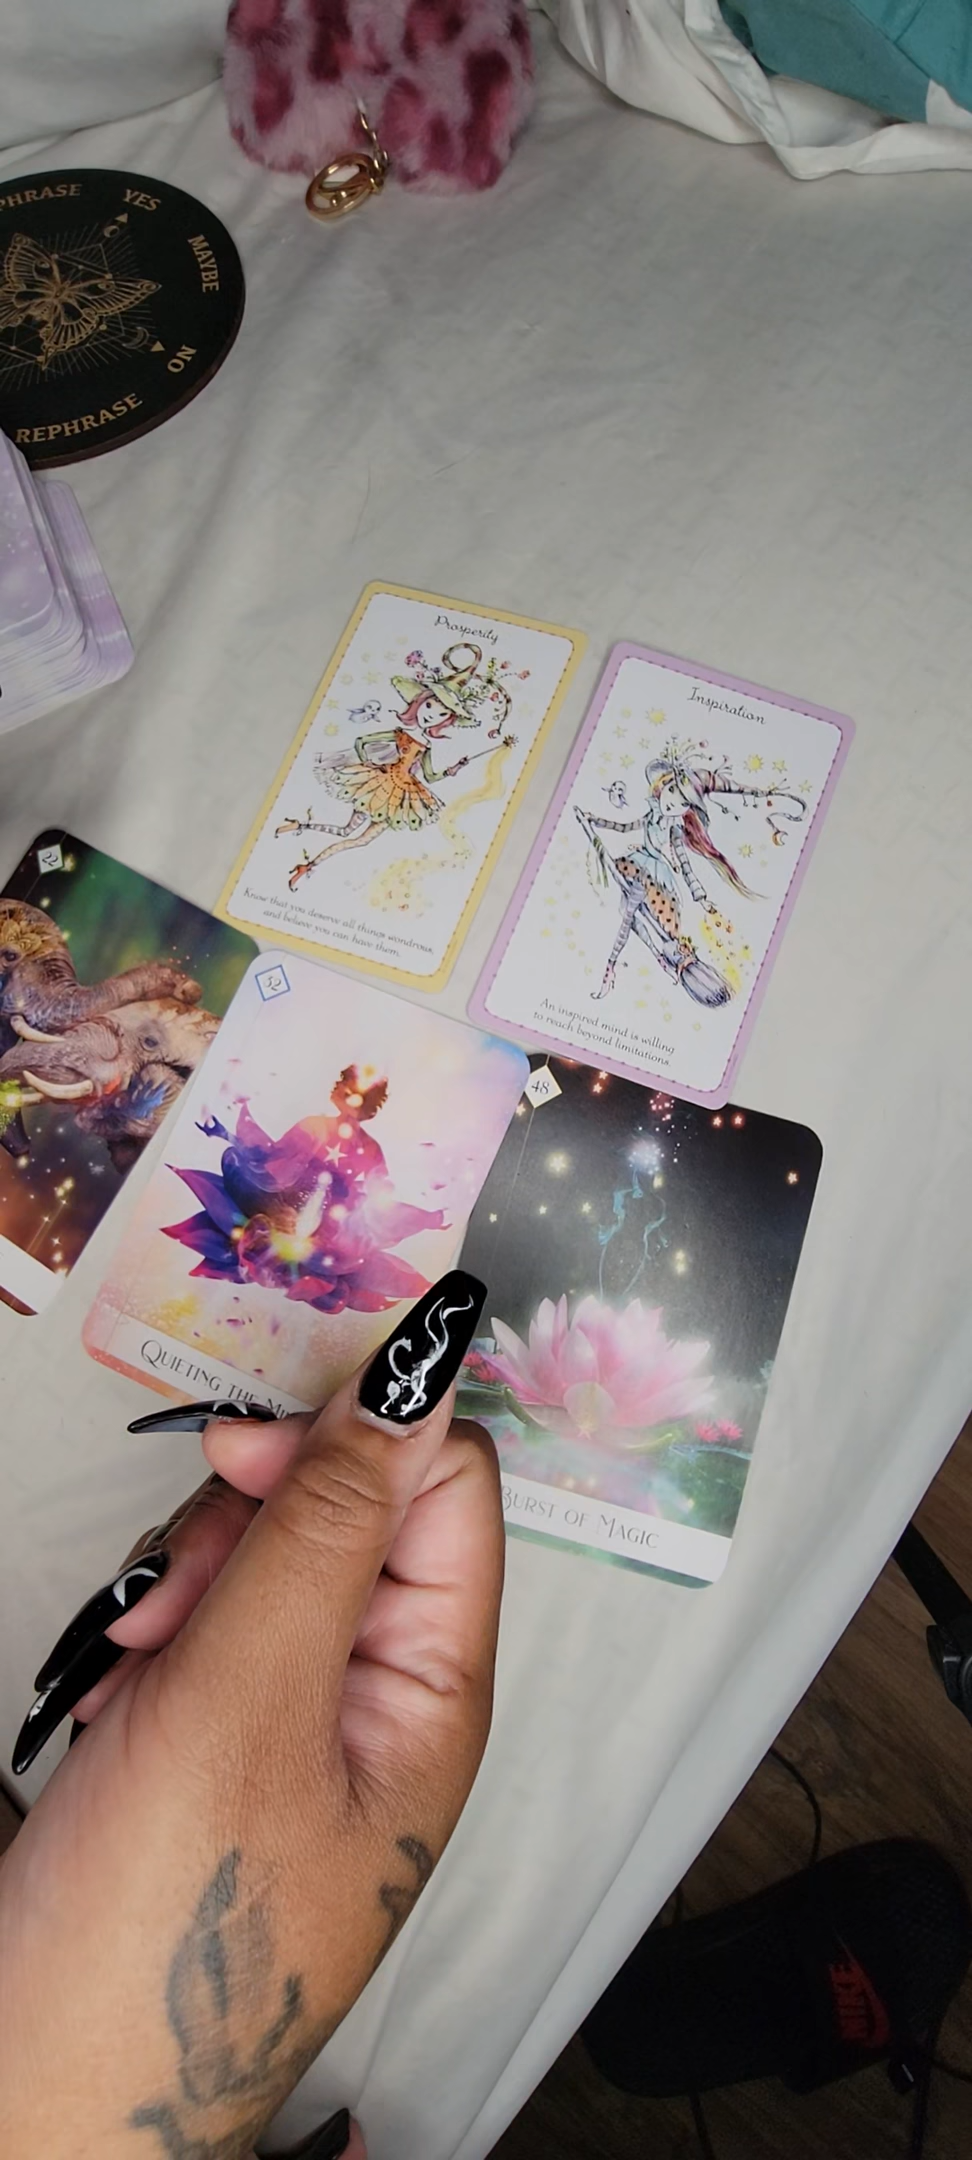 PHRASE
YES
MAYBE
NO
REPHRASE
Prosperity
Know that you deserve all things wondrous,
and believe you can have them.
Inspiration
An inspired mind is willing
to reach beyond limitations.
22
52
QUIETING THE
48
BURST OF MAGIC
NIKE